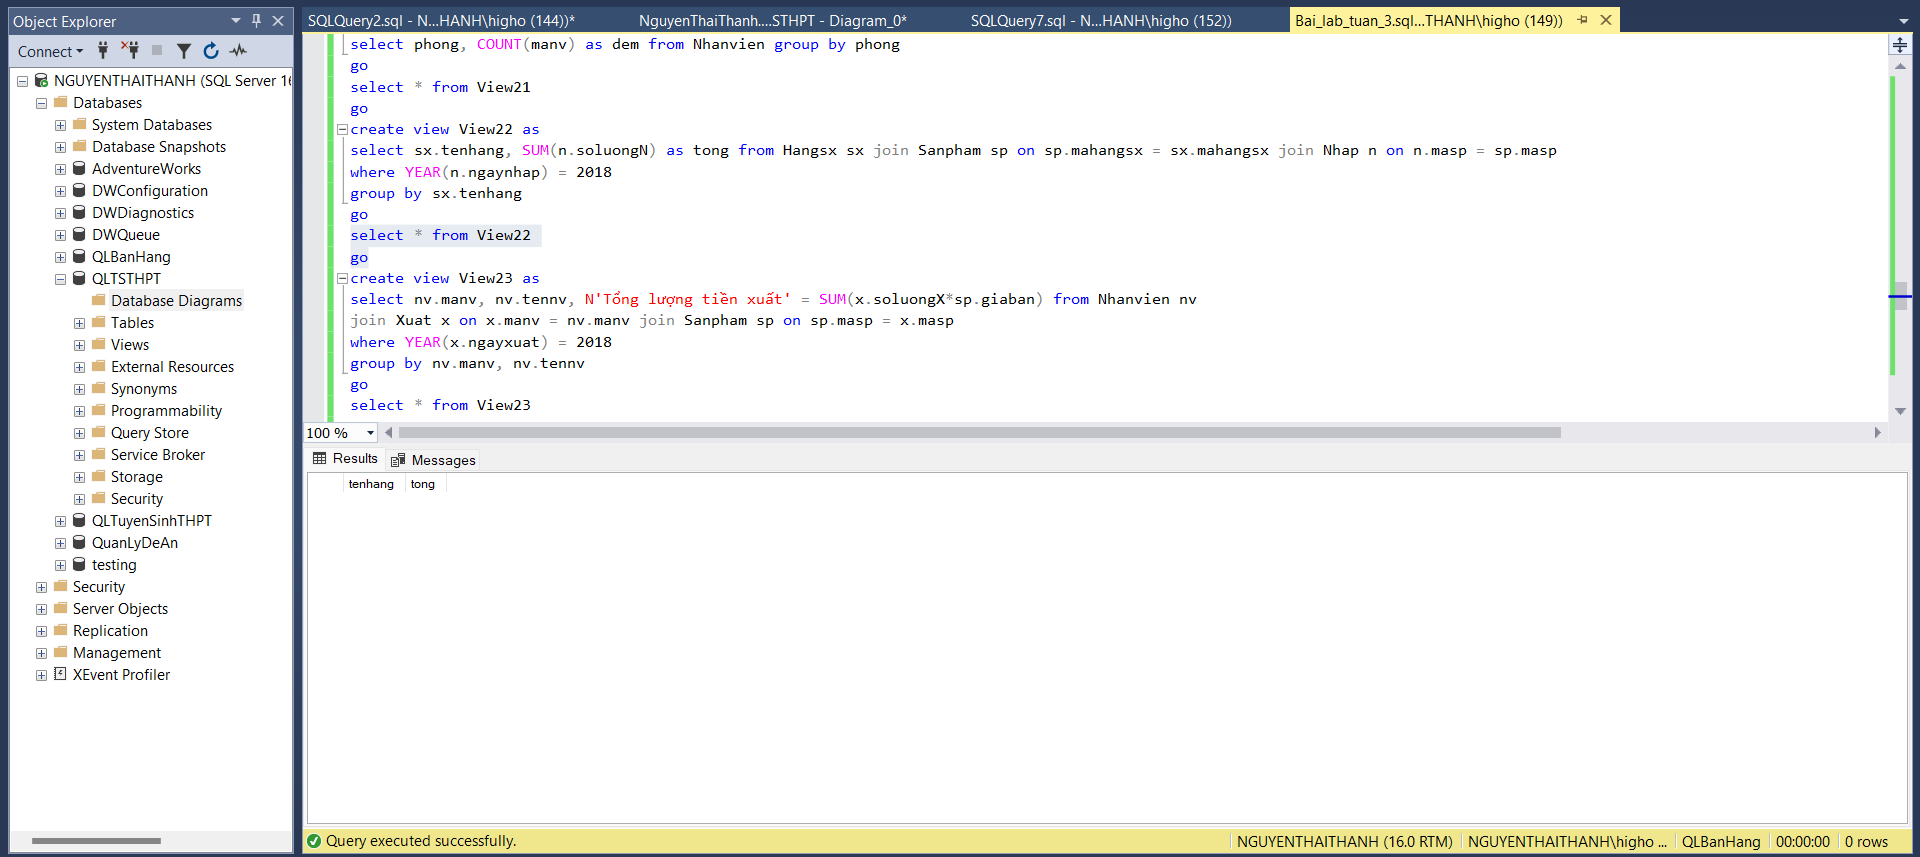 Object Explorer
Connect
NGUYENTHAITHANH (SQL Server 16
Databases
System Databases
Database Snapshots
AdventureWorks
DWConfiguration
DWDiagnostics
DWQueue
QLBanHang
QLTSTHPT
Database Diagrams
Tables
Views
External Resources
Synonyms
Programmability
Query Store
Service Broker
Storage
Security
QLTuyenSinhTHPT
QuanLyDeAn
testing
Security
Server Objects
Replication
Management
XEvent Profiler
SQLQuery2.sql - N...HANH\higho (144))*
NguyenThaiThanh....STHPT - Diagram_0*
SQLQuery7.sql - N...HANH\higho (152))
Bai_lab_tuan_3.sql...THANH\higho (149))
select phong, COUNT(manv) as dem from Nhanvien group by phong
go
select * from View21
go
create view View22 as
select sx.tenhang, SUM(n.soluongN) as tong from Hangsx sx join Sanpham sp on sp.mahangsx = sx.mahangsx join Nhap n on n.masp = sp.masp
where YEAR(n.ngaynhap) = 2018
group by sx.tenhang
go
select * from View22
go
create view View23 as
select nv.manv, nv.tennv, N'Tổng lượng tiền xuất' = SUM(x.soluongX*sp.giaban) from Nhanvien nv
join Xuat x on x.manv = nv.manv join Sanpham sp on sp.masp = x.masp
where YEAR(x.ngayxuat) = 2018
group by nv.manv, nv.tennv
go
select * from View23
100 %
Results
Messages
tenhang tong
Query executed successfully.
NGUYENTHAITHANH (16.0 RTM)
NGUYENTHAITHANH\higho ...
QLBanHang
00:00:00
0 rows